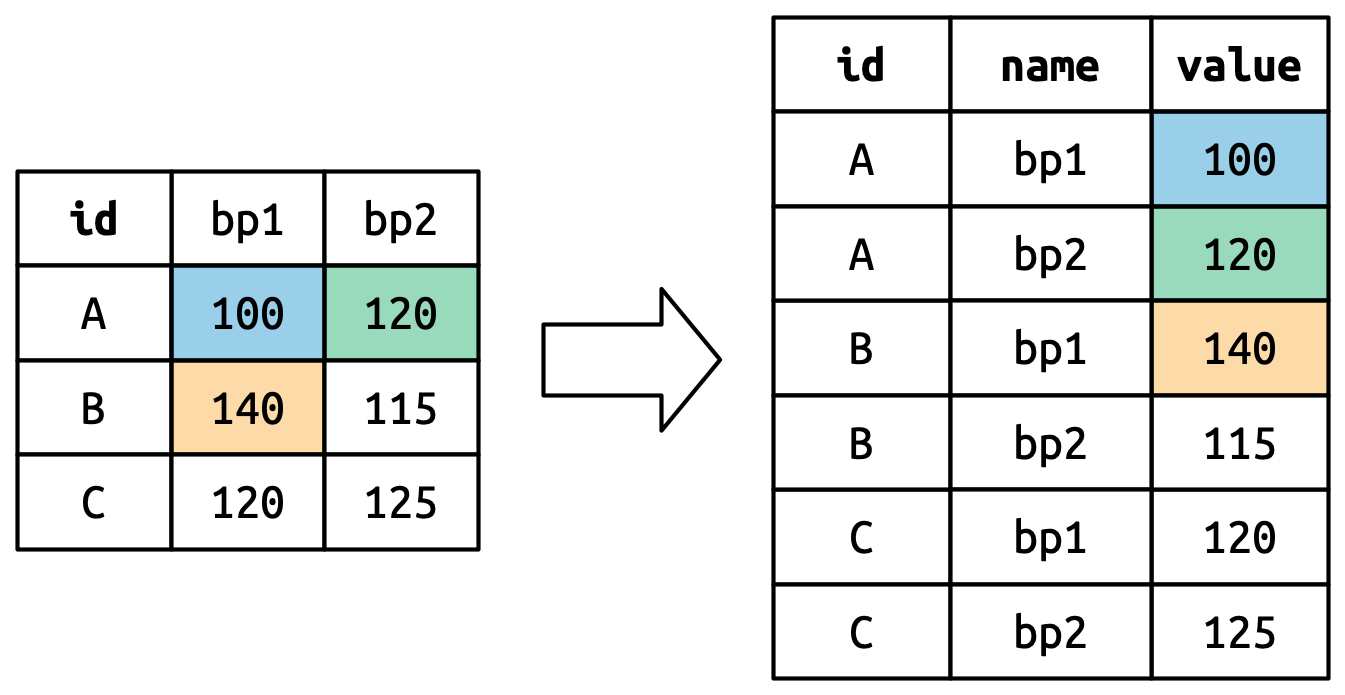 id bp1 bp2
A 100 120
B 140 115
C 120 125
id name value
A bp1 100
A bp2 120
B bp1 140
B bp2 115
C bp1 120
C bp2 125